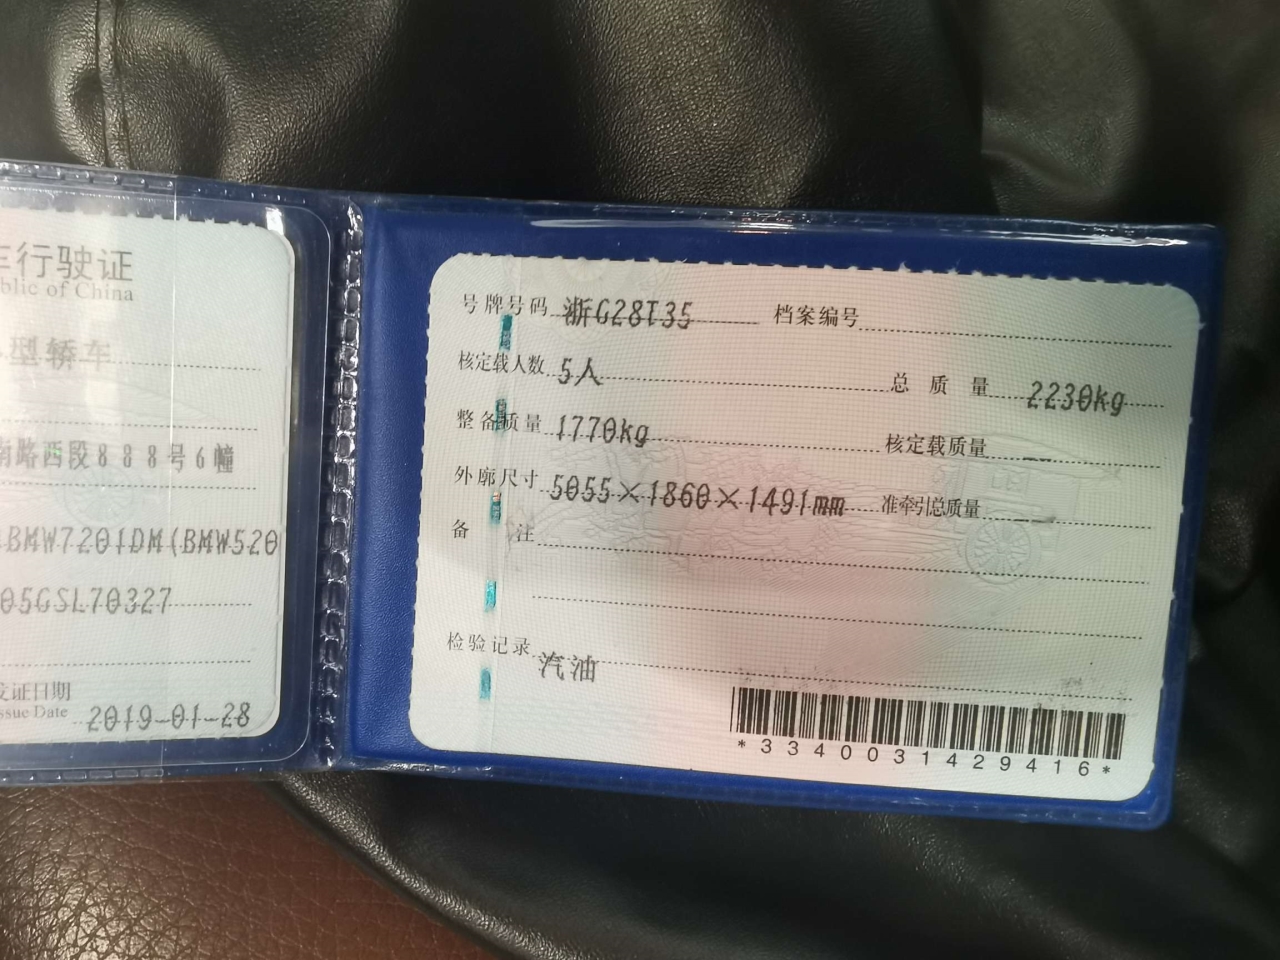 车行驶证
blic of China
型轿车
南路西段888号6幢
BMW7201DM(BMW520
05GSL70327
发证日期
ssue Date 2019-01-28
号牌号码 浙G28T35 档案编号
核定载人数 5人 总质量 2230kg
整备质量 1770kg 核定载质量 --
外廓尺寸 5055×1860×1491mm 准牵引总质量 --
备注
检验记录 汽油
*3340031429416*